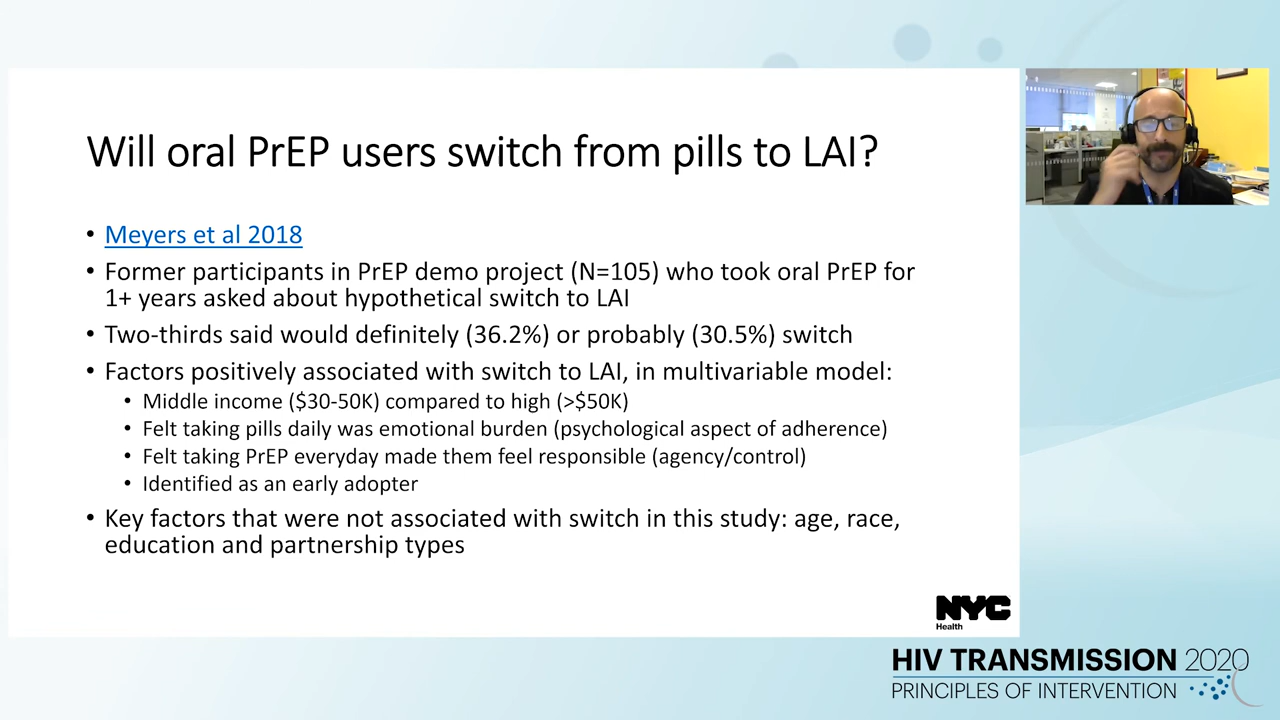 Will oral PrEP users switch from pills to LAI?
• Meyers et al 2018
• Former participants in PrEP demo project (N=105) who took oral PrEP for
1+ years asked about hypothetical switch to LAI
• Two-thirds said would definitely (36.2%) or probably (30.5%) switch
• Factors positively associated with switch to LAI, in multivariable model:
• Middle income ($30-50K) compared to high (>$50K)
• Felt taking pills daily was emotional burden (psychological aspect of adherence)
• Felt taking PrEP everyday made them feel responsible (agency/control)
• Identified as an early adopter
• Key factors that were not associated with switch in this study: age, race,
education and partnership types
NYC
Health
HIV TRANSMISSION 2020
PRINCIPLES OF INTERVENTION